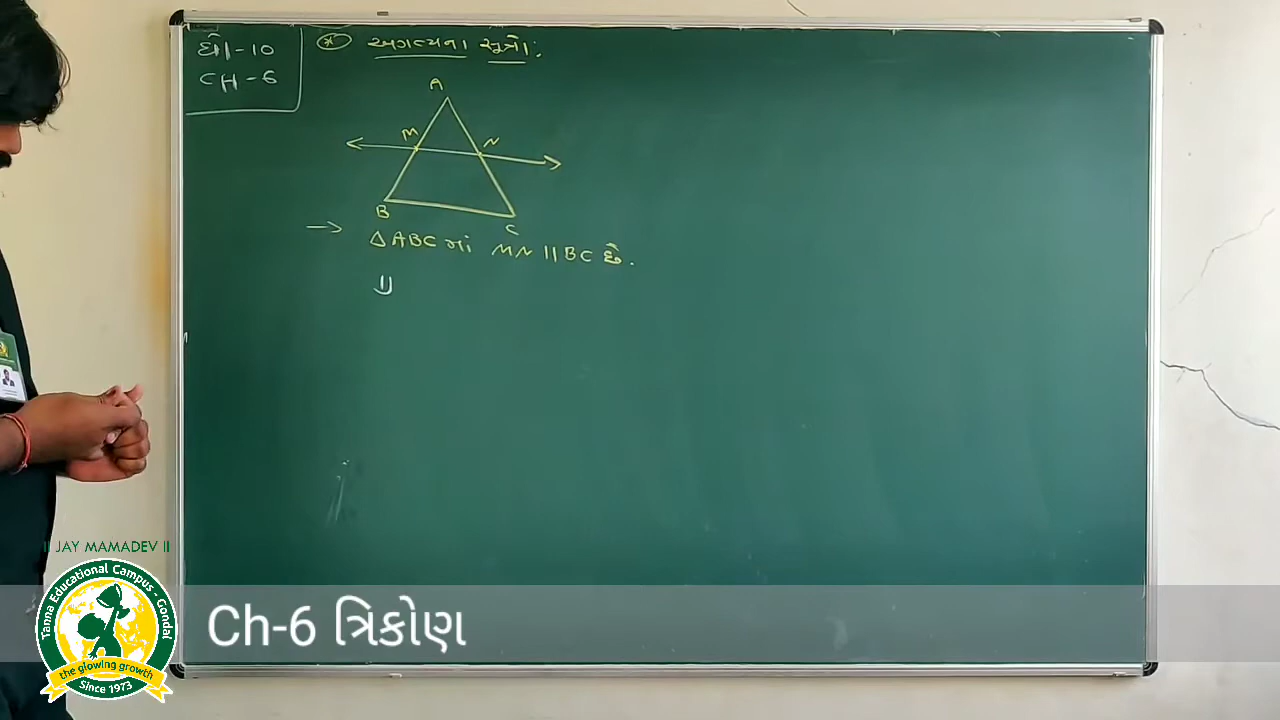 ધો-10
CH-6
* અગત્યના સૂત્રો:
A
M
N
B
C
→ ΔABC માં MN || BC છે.
1)
|| JAY MAMADEV ||
Tanna Educational Campus - Gondal
the glowing growth
Since 1973
Ch-6 ત્રિકોણ